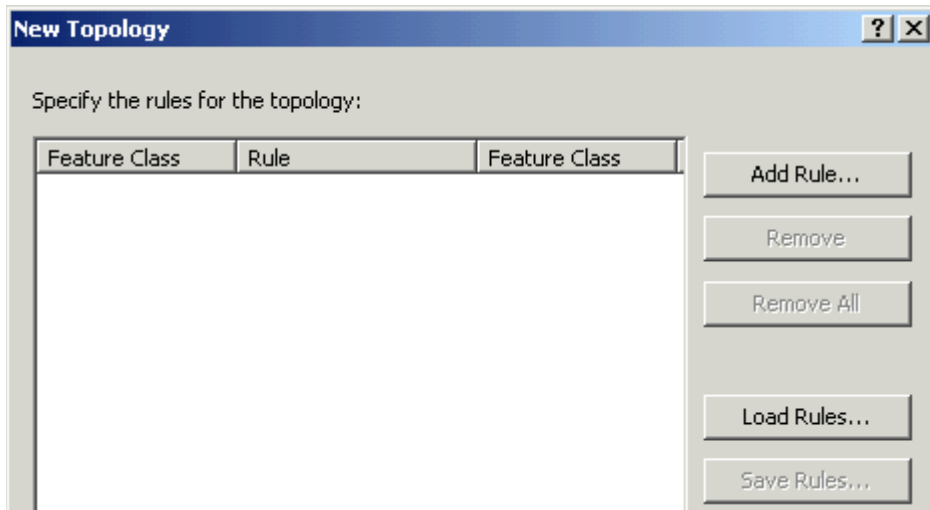 New Topology
Specify the rules for the topology:
Feature Class Rule Feature Class
Add Rule...
Remove
Remove All
Load Rules...
Save Rules...